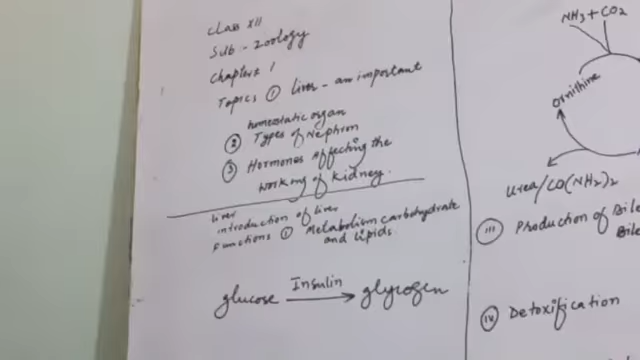 class XII
Sub - Zoology
Chapters 1
Topics ① liver - an important
homeostatic organ
② Types of Nephron
③ Hormones Affecting the
working of kidney.
liver
introduction of liver
Functions ① Metabolism carbohydrate
and lipids.
glucose Insulin glycogen
NH3 + CO2
Ornithine
Urea/CO(NH2)2
III Production of Bile
Bile
IV Detoxification